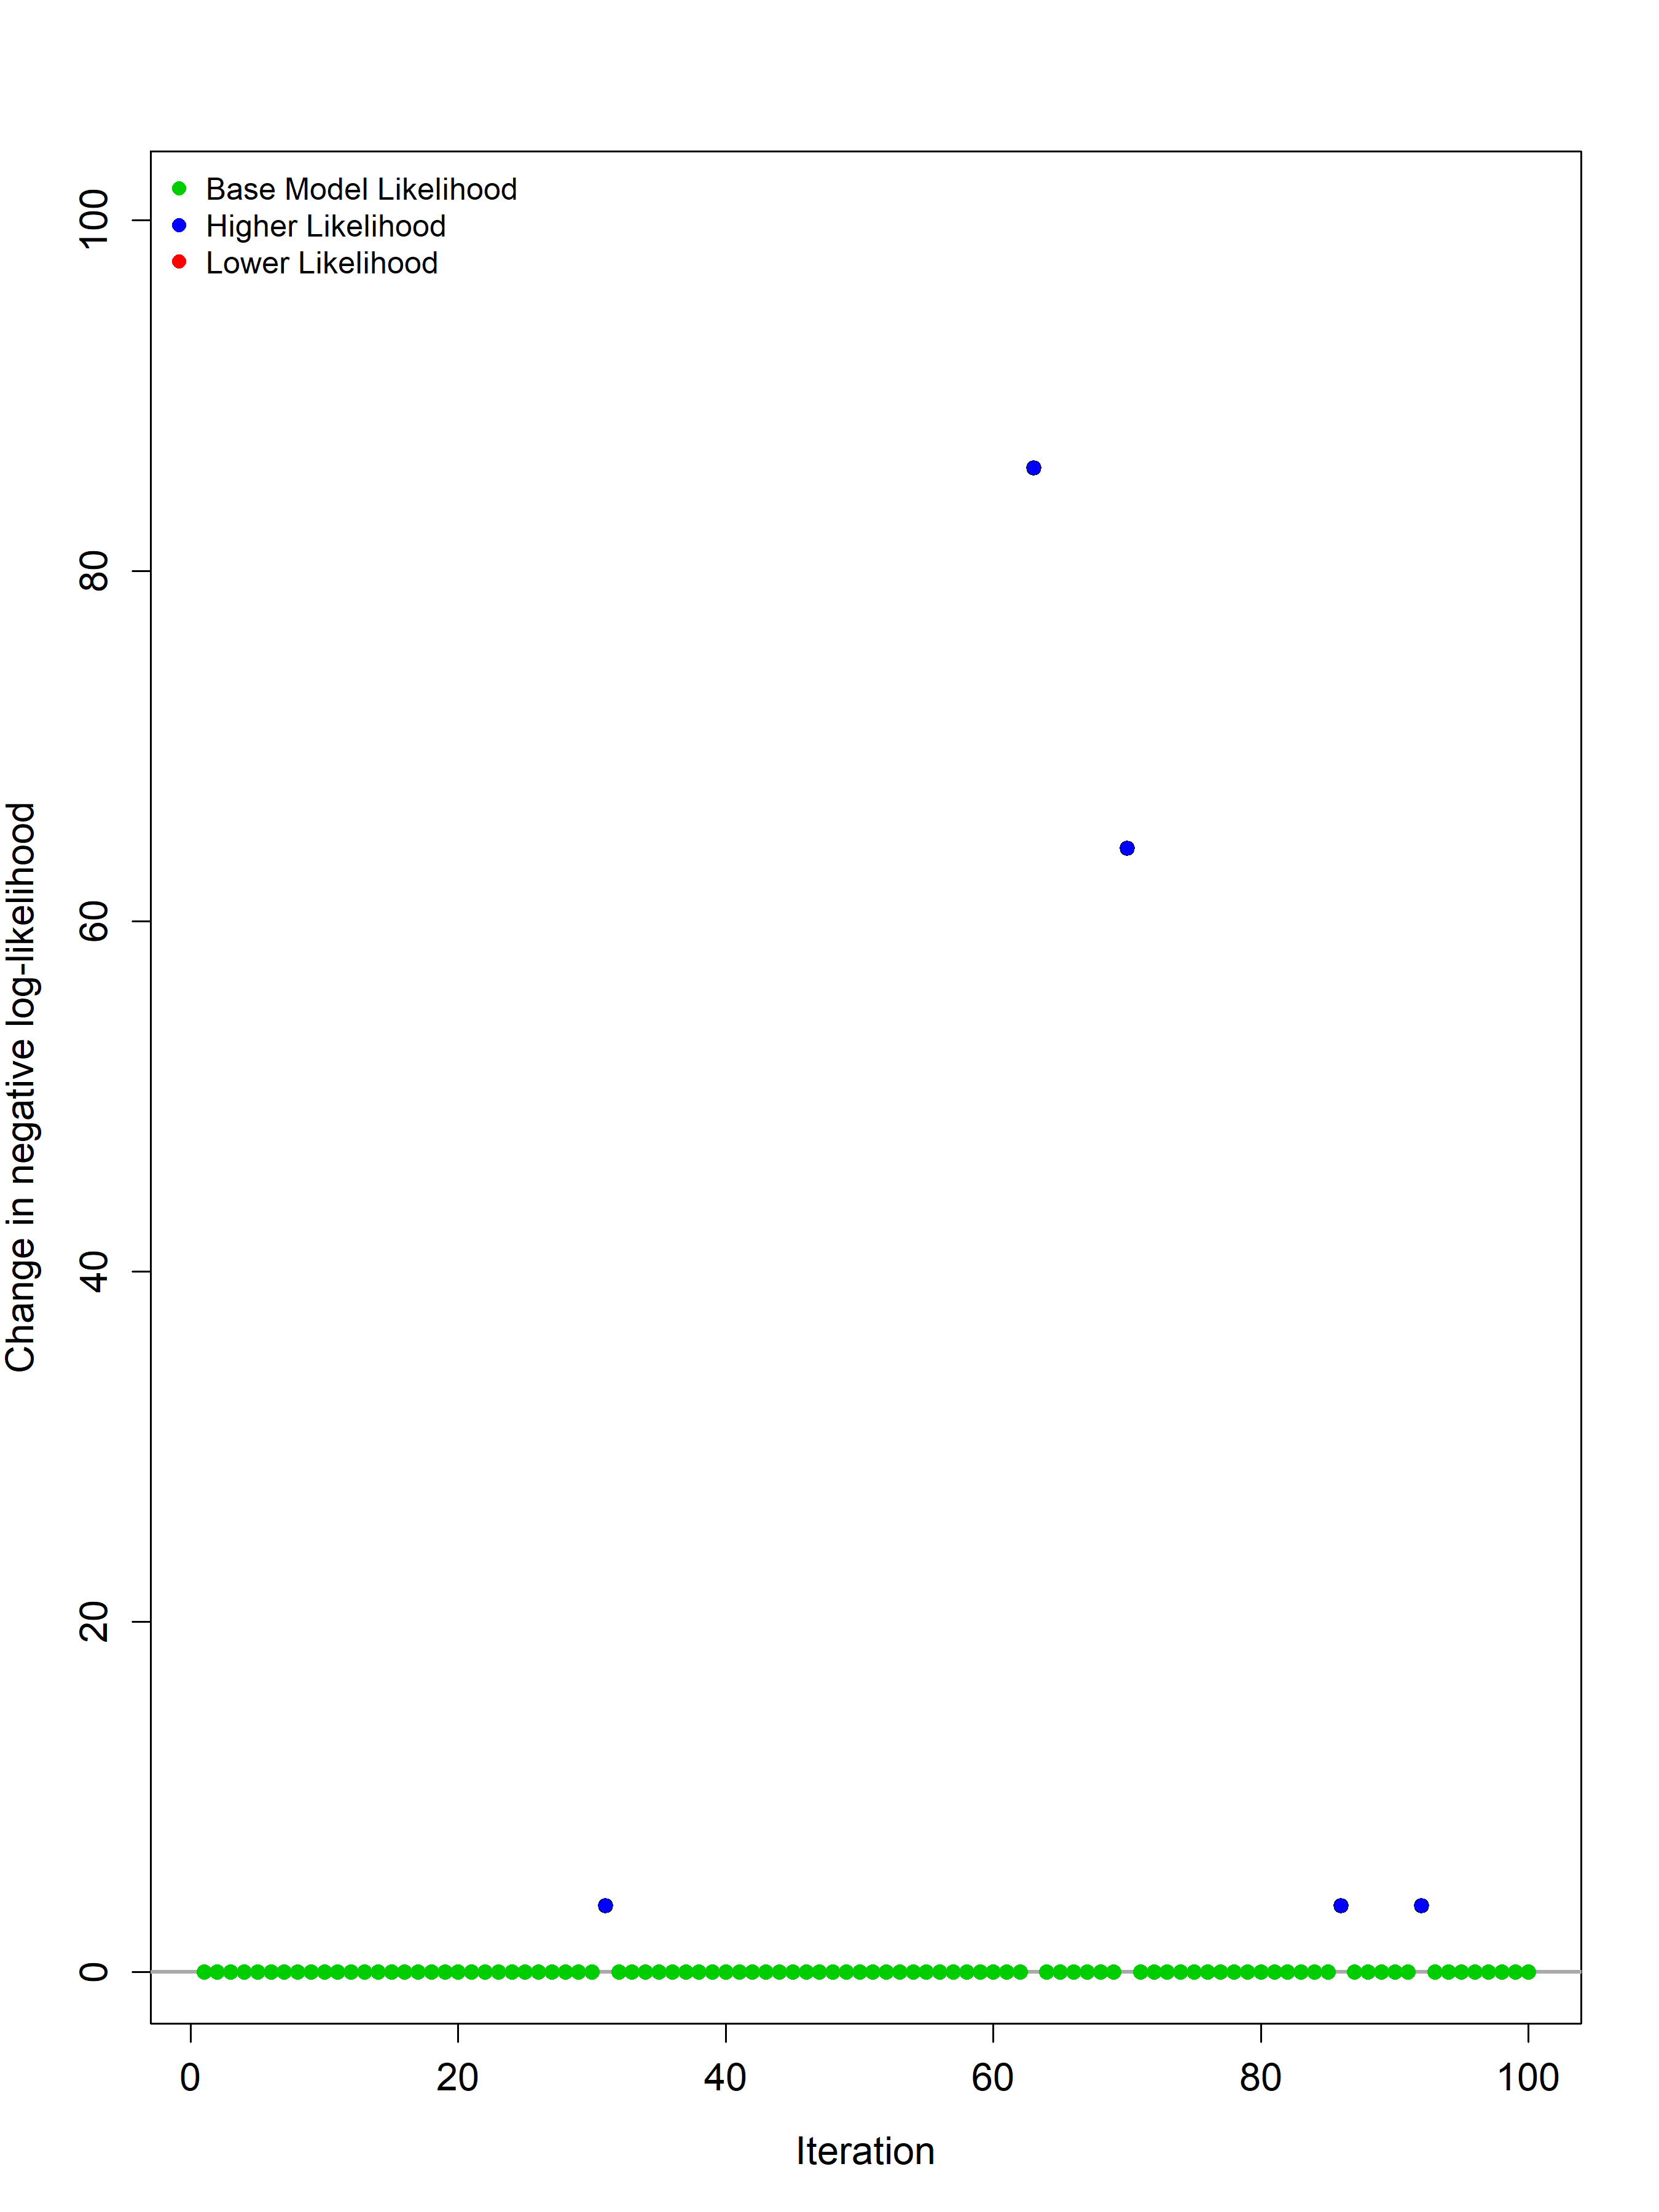 Base Model Likelihood
Higher Likelihood
Lower Likelihood
100
80
60
40
20
0
Change in negative log-likelihood
0 20 40 60 80 100
Iteration